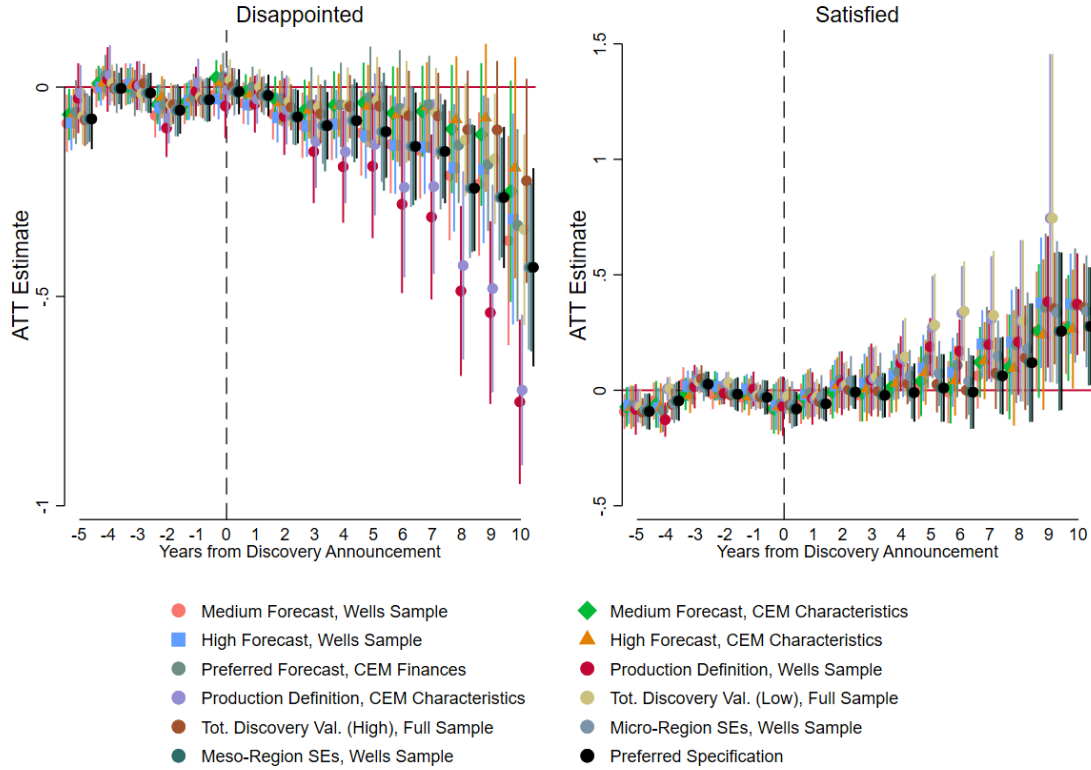 Disappointed
Satisfied
ATT Estimate
0
-.5
-1
-5 -4 -3 -2 -1 0 1 2 3 4 5 6 7 8 9 10
Years from Discovery Announcement
ATT Estimate
1.5
1
.5
0
-.5
-5 -4 -3 -2 -1 0 1 2 3 4 5 6 7 8 9 10
Years from Discovery Announcement
Medium Forecast, Wells Sample
Medium Forecast, CEM Characteristics
High Forecast, Wells Sample
High Forecast, CEM Characteristics
Preferred Forecast, CEM Finances
Production Definition, Wells Sample
Production Definition, CEM Characteristics
Tot. Discovery Val. (Low), Full Sample
Tot. Discovery Val. (High), Full Sample
Micro-Region SEs, Wells Sample
Meso-Region SEs, Wells Sample
Preferred Specification